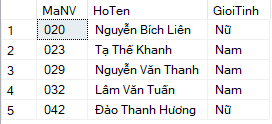 MaNV HoTen GioiTinh
1 020 Nguyễn Bích Liên Nữ
2 023 Tạ Thế Khanh Nam
3 029 Nguyễn Văn Thanh Nam
4 032 Lâm Văn Tuấn Nam
5 042 Đào Thanh Hương Nữ